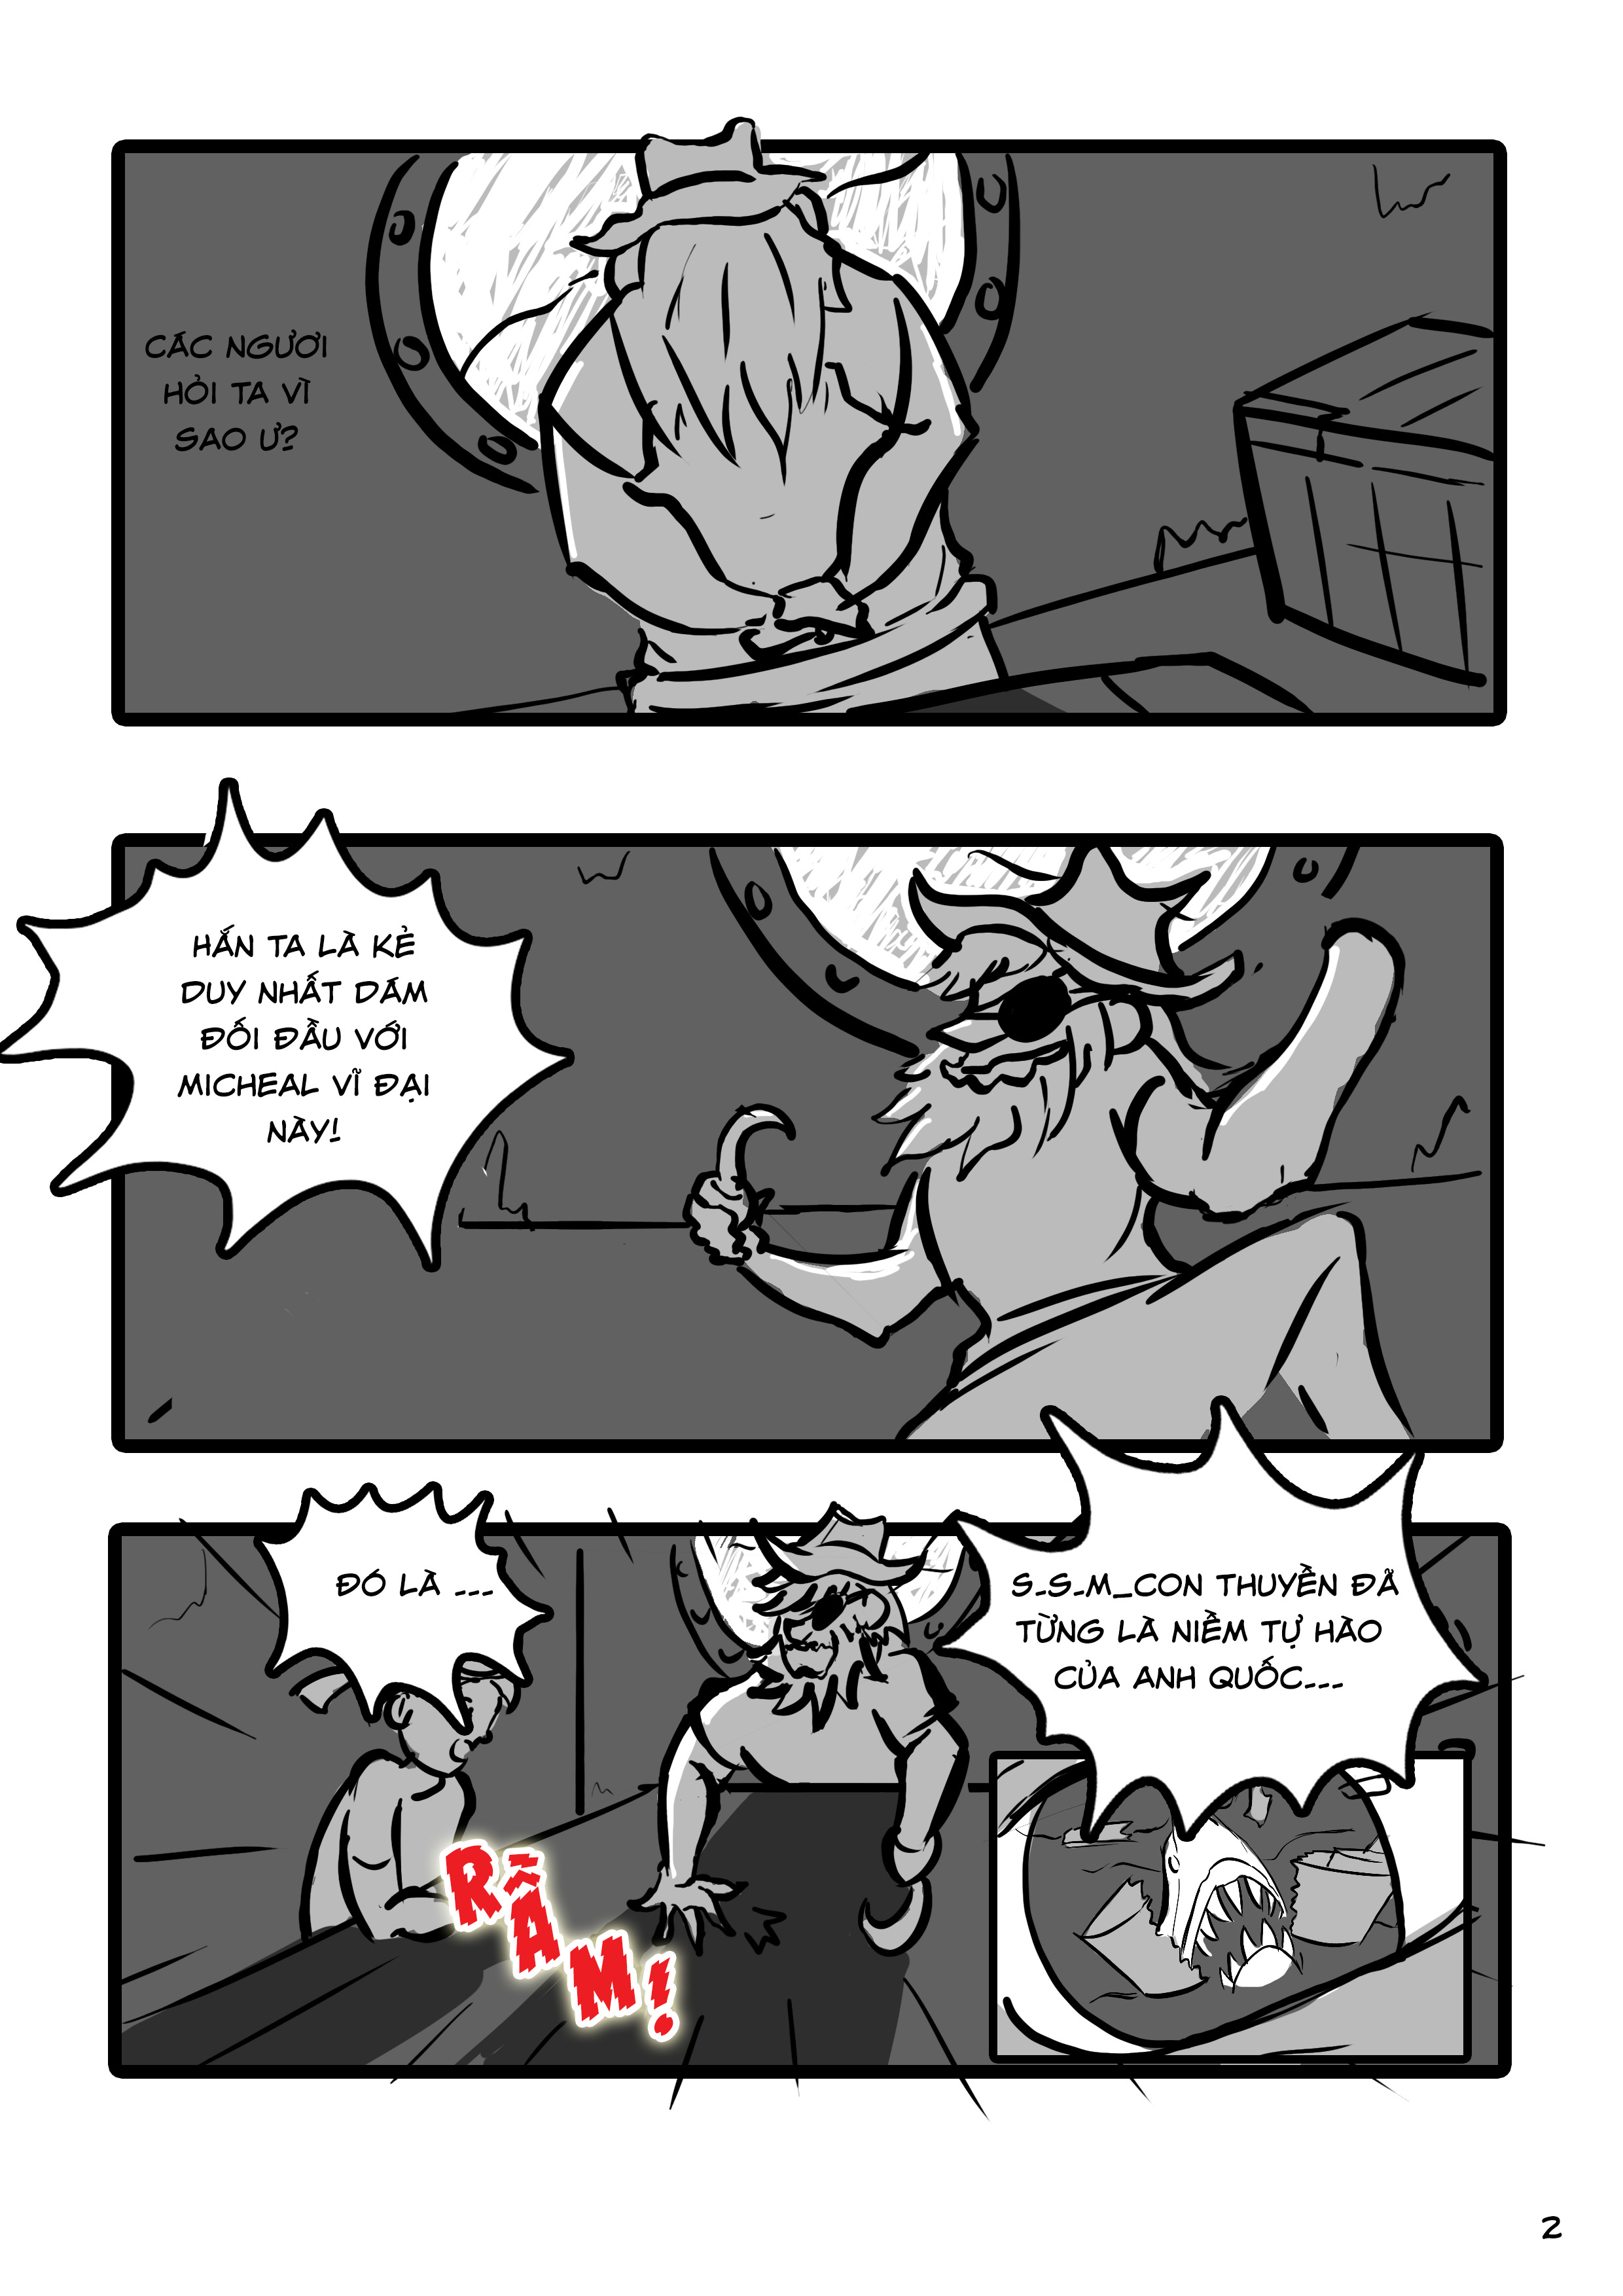 CÁC NGƯƠI
HỎI TA VÌ
SAO Ư?
HẮN TA LÀ KẺ
DUY NHẤT DÁM
ĐỐI ĐẦU VỚI
MICHEAL VĨ ĐẠI
NÀY!
ĐÓ LÀ ...
S.S.M_CON THUYỀN ĐÃ
TỪNG LÀ NIỀM TỰ HÀO
CỦA ANH QUỐC...
RẦM!
2